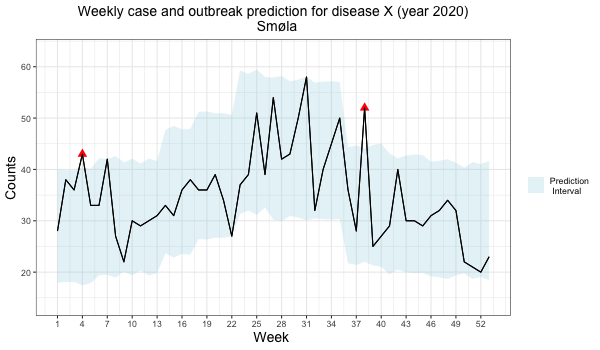 Weekly case and outbreak prediction for disease X (year 2020)
Smøla
60
50
40
30
20
Counts
1 4 7 10 13 16 19 22 25 28 31 34 37 40 43 46 49 52
Week
Prediction
Interval